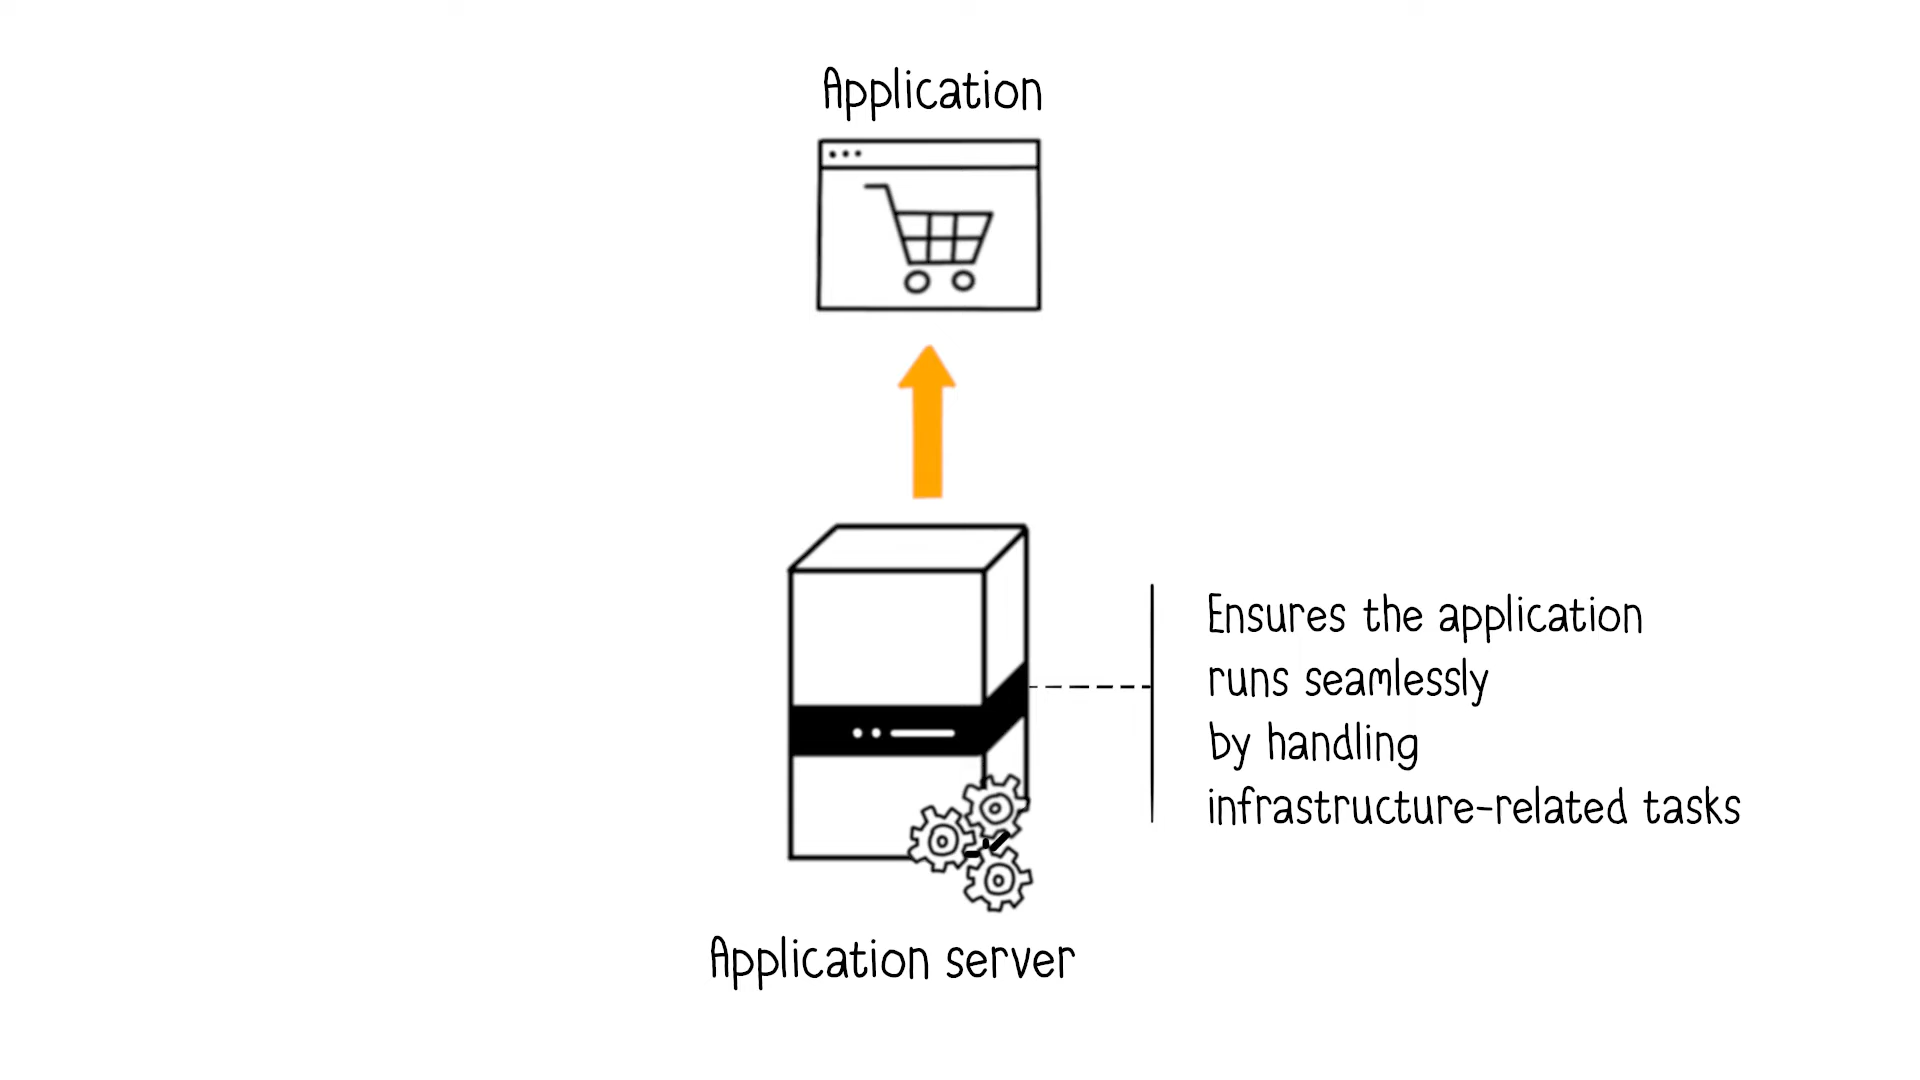 Application
Ensures the application
runs seamlessly
by handling
infrastructure-related tasks
Application server